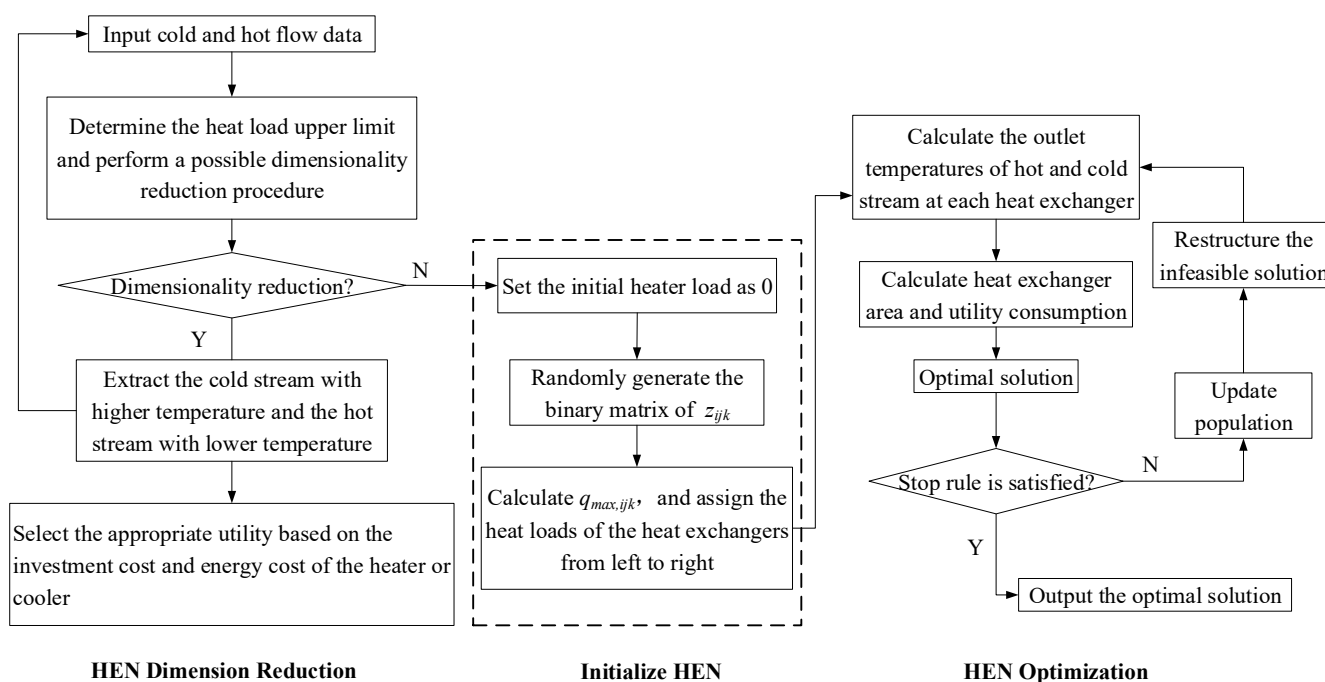 Input cold and hot flow data
Determine the heat load upper limit
and perform a possible dimensionality
reduction procedure
Dimensionality reduction?
N
Y
Extract the cold stream with
higher temperature and the hot
stream with lower temperature
Select the appropriate utility based on the
investment cost and energy cost of the heater or
cooler
HEN Dimension Reduction
Set the initial heater load as 0
Randomly generate the
binary matrix of zijk
Calculate qmax,ijk，and assign the
heat loads of the heat exchangers
from left to right
Initialize HEN
Calculate the outlet
temperatures of hot and cold
stream at each heat exchanger
Calculate heat exchanger
area and utility consumption
Optimal solution
Stop rule is satisfied?
N
Y
Update
population
Restructure the
infeasible solution
Output the optimal solution
HEN Optimization